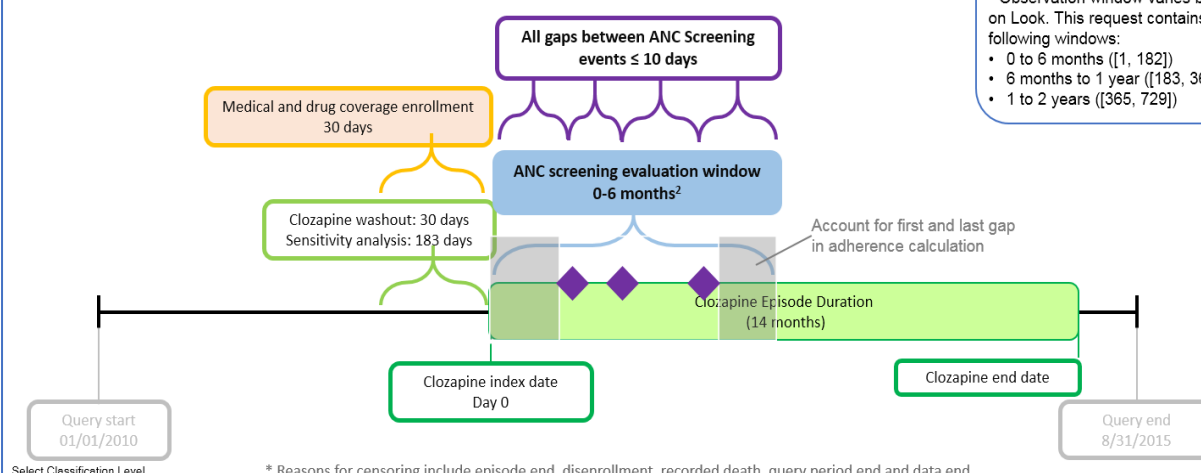 Observation window varies
on Look. This request contains
following windows:
• 0 to 6 months ([1, 182])
• 6 months to 1 year ([183,
• 1 to 2 years ([365, 729])
All gaps between ANC Screening
events ≤ 10 days
Medical and drug coverage enrollment
30 days
ANC screening evaluation window
0-6 months²
Clozapine washout: 30 days
Sensitivity analysis: 183 days
Account for first and last gap
in adherence calculation
Clozapine Episode Duration
(14 months)
Clozapine index date
Day 0
Clozapine end date
Query start
01/01/2010
Query end
8/31/2015
Select Classification Level
* Reasons for censoring include episode end, disenrollment, recorded death, query period end and data end